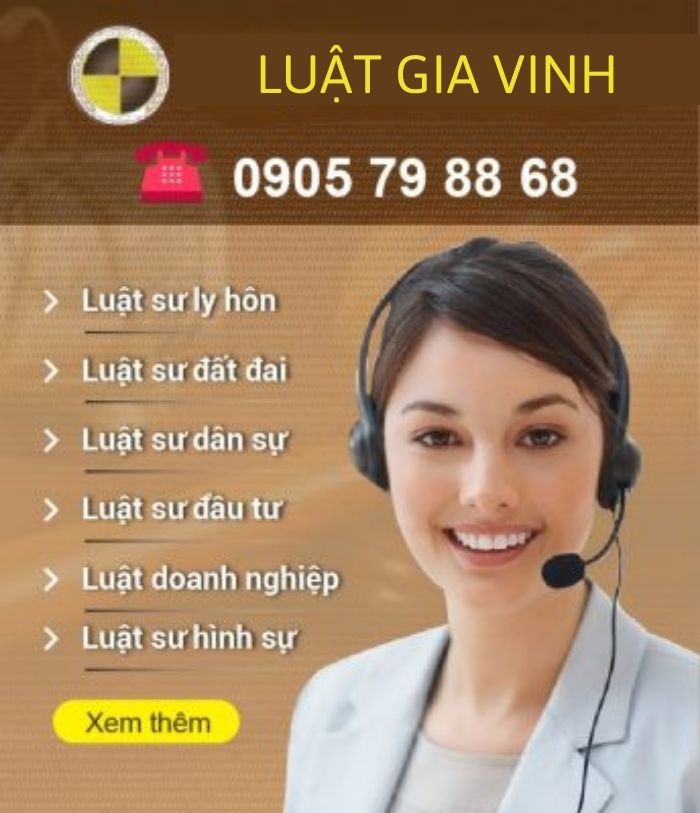 LUẬT GIA VINH
0905 79 88 68
Luật sư ly hôn
Luật sư đất đai
Luật sư dân sự
Luật sư đầu tư
Luật doanh nghiệp
Luật sư hình sự
Xem thêm